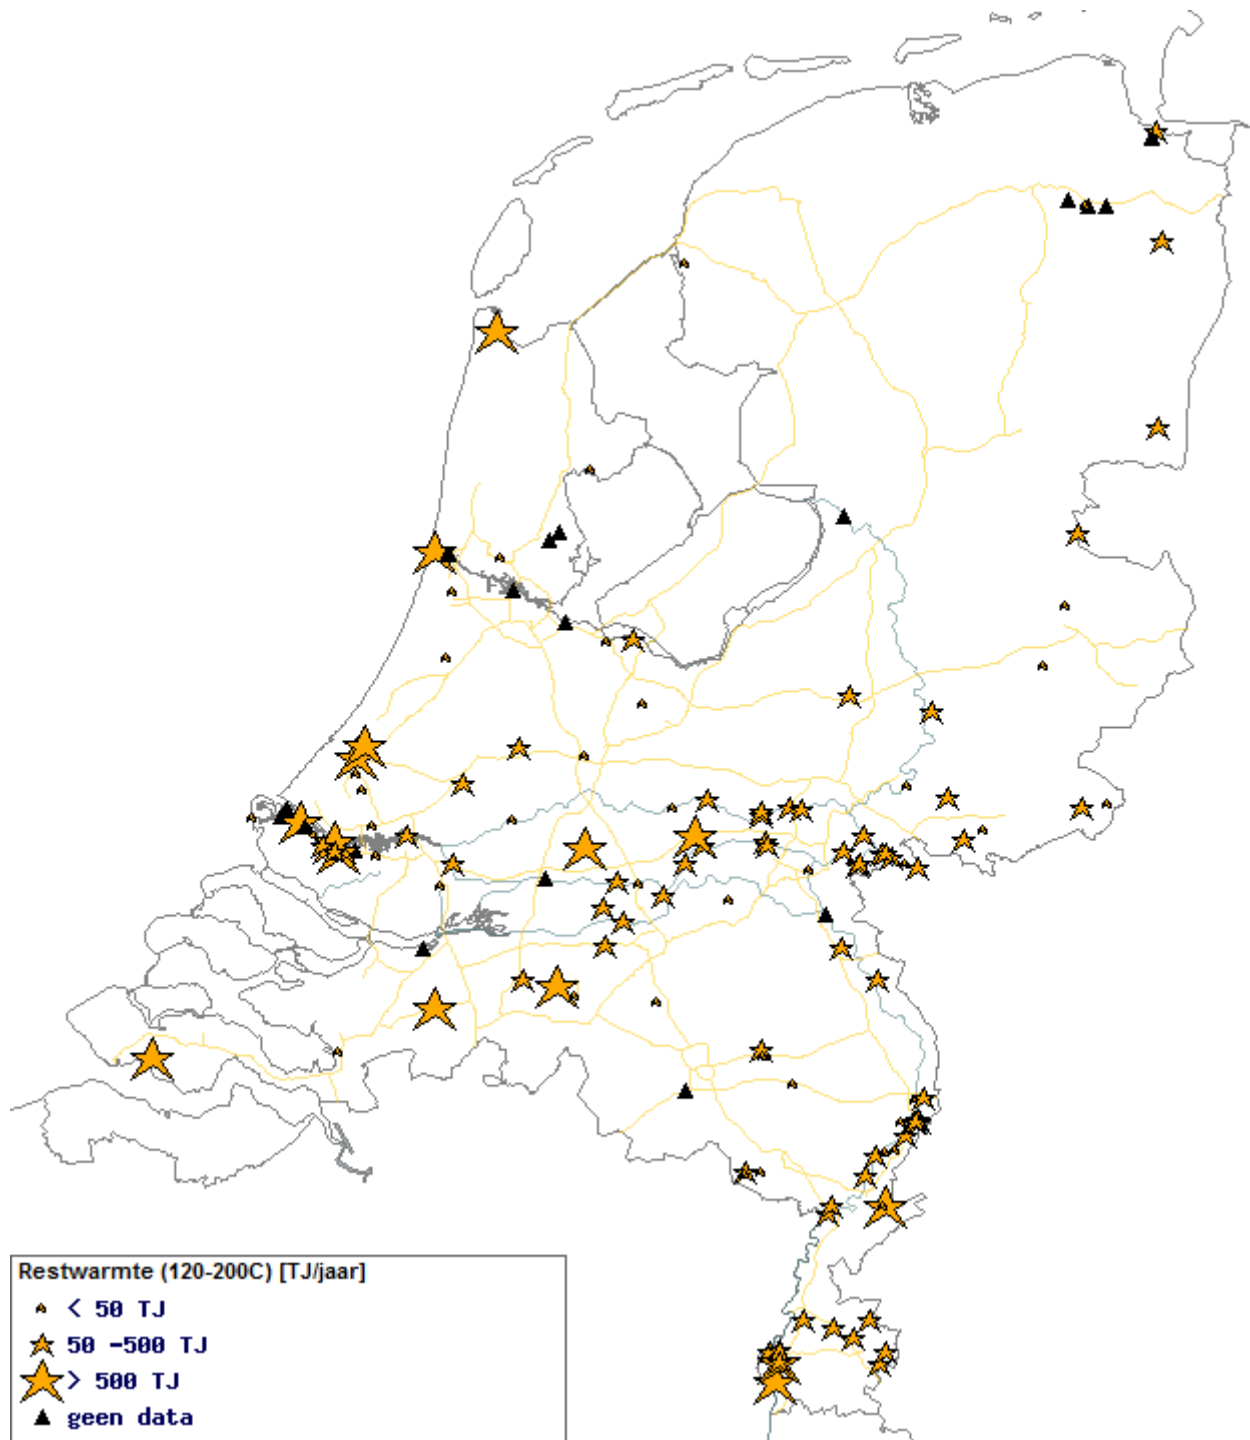 Restwarmte (120-200C) [TJ/jaar]
< 50 TJ
50 -500 TJ
> 500 TJ
geen data